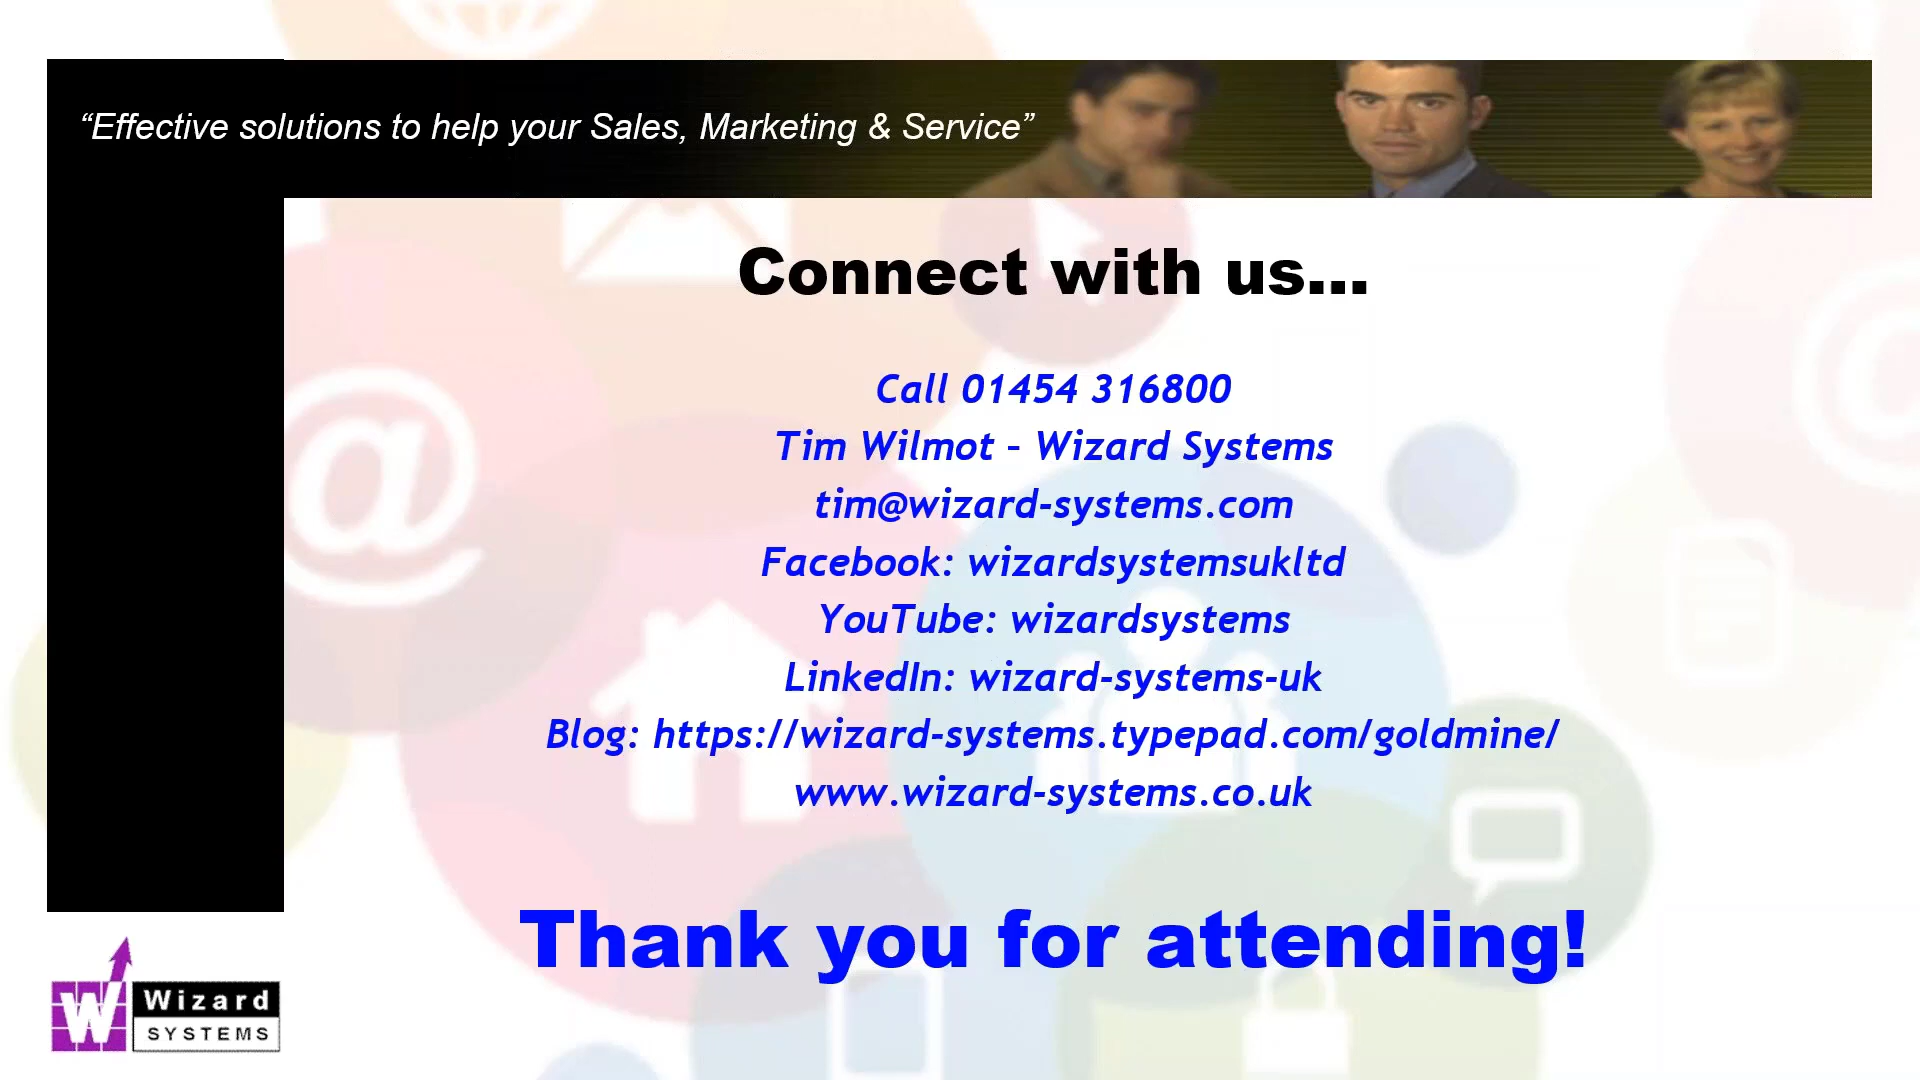 “Effective solutions to help your Sales, Marketing & Service”
Connect with us...
Call 01454 316800
Tim Wilmot – Wizard Systems
tim@wizard-systems.com
Facebook: wizardsystemsukltd
YouTube: wizardsystems
LinkedIn: wizard-systems-uk
Blog: https://wizard-systems.typepad.com/goldmine/
www.wizard-systems.co.uk
Thank you for attending!
W Wizard
SYSTEMS